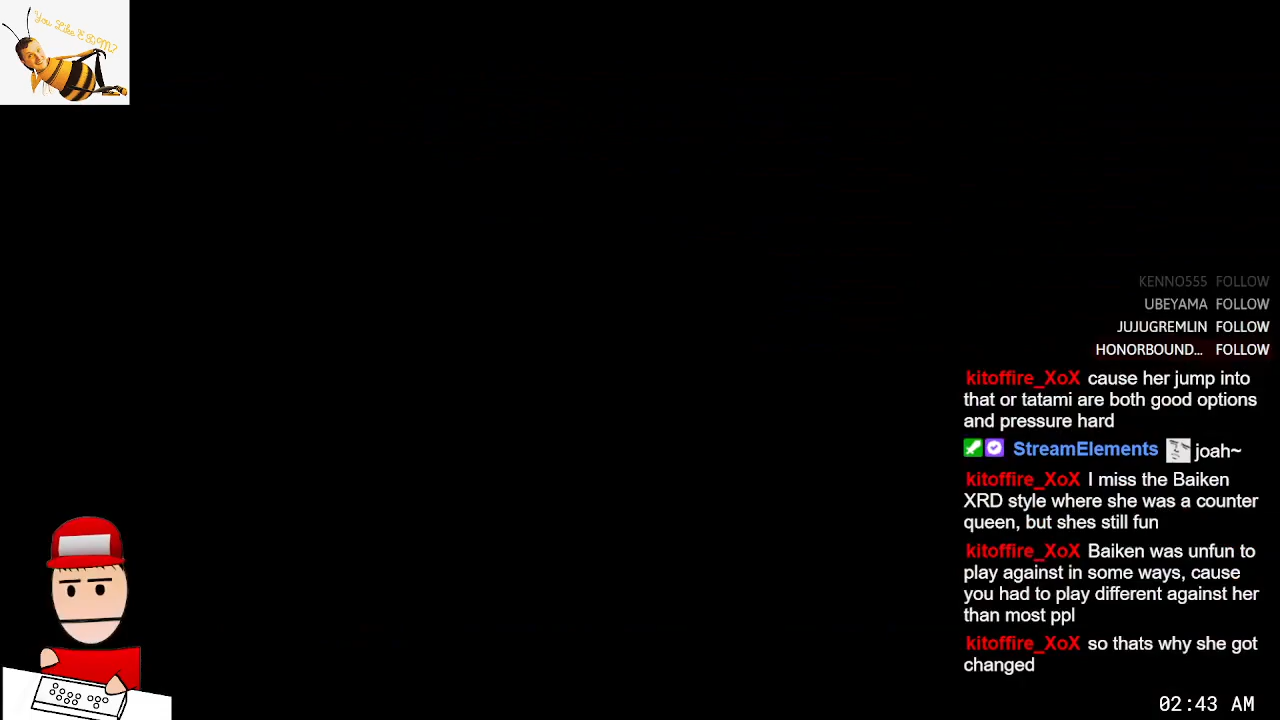 You Like EDM?
KENNO555 FOLLOW
UBEYAMA FOLLOW
JUJUGREMLIN FOLLOW
HONORBOUND... FOLLOW
kitoffire_XoX cause her jump into
that or tatami are both good options
and pressure hard
StreamElements joah~
kitoffire_XoX I miss the Baiken
XRD style where she was a counter
queen, but shes still fun
kitoffire_XoX Baiken was unfun to
play against in some ways, cause
you had to play different against her
than most ppl
kitoffire_XoX so thats why she got
changed
02:43 AM